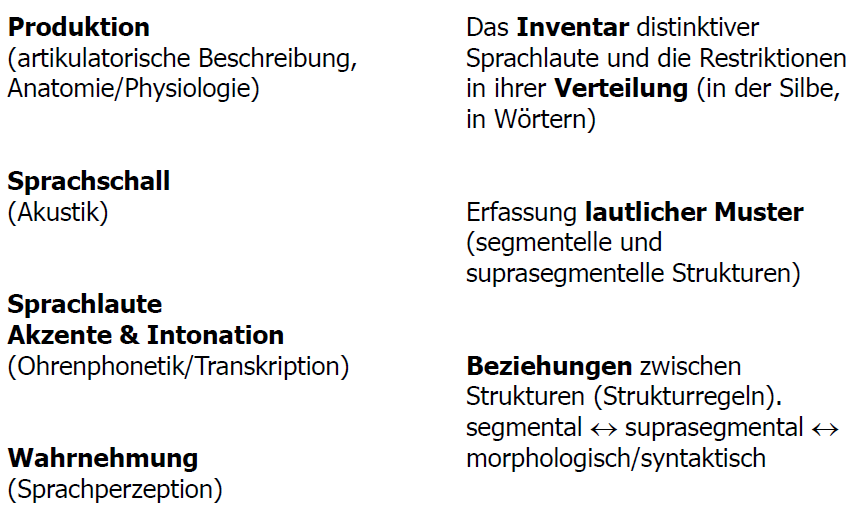 Produktion
(artikulatorische Beschreibung,
Anatomie/Physiologie)
Sprachschall
(Akustik)
Sprachlaute
Akzente & Intonation
(Ohrenphonetik/Transkription)
Wahrnehmung
(Sprachperzeption)
Das Inventar distinktiver
Sprachlaute und die Restriktionen
in ihrer Verteilung (in der Silbe,
in Wörtern)
Erfassung lautlicher Muster
(segmentelle und
suprasegmentelle Strukturen)
Beziehungen zwischen
Strukturen (Strukturregeln).
segmental ↔ suprasegmental ↔
morphologisch/syntaktisch